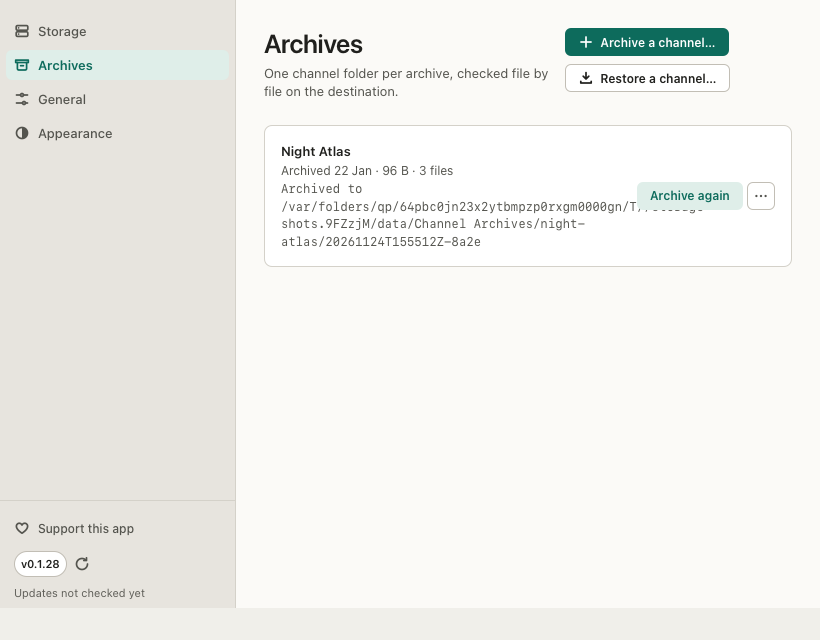 Storage
Archives
General
Appearance
Support this app
v0.1.28
Updates not checked yet
Archives
One channel folder per archive, checked file by
file on the destination.
Archive a channel...
Restore a channel...
Night Atlas
Archived 22 Jan · 96 B · 3 files
Archived to
/var/folders/qp/64pbc0jn23x2ytbmpzp0rxgm0000gn/T/
shots.9FZzjM/data/Channel Archives/night-
atlas/20261124T155512Z-8a2e
Archive again